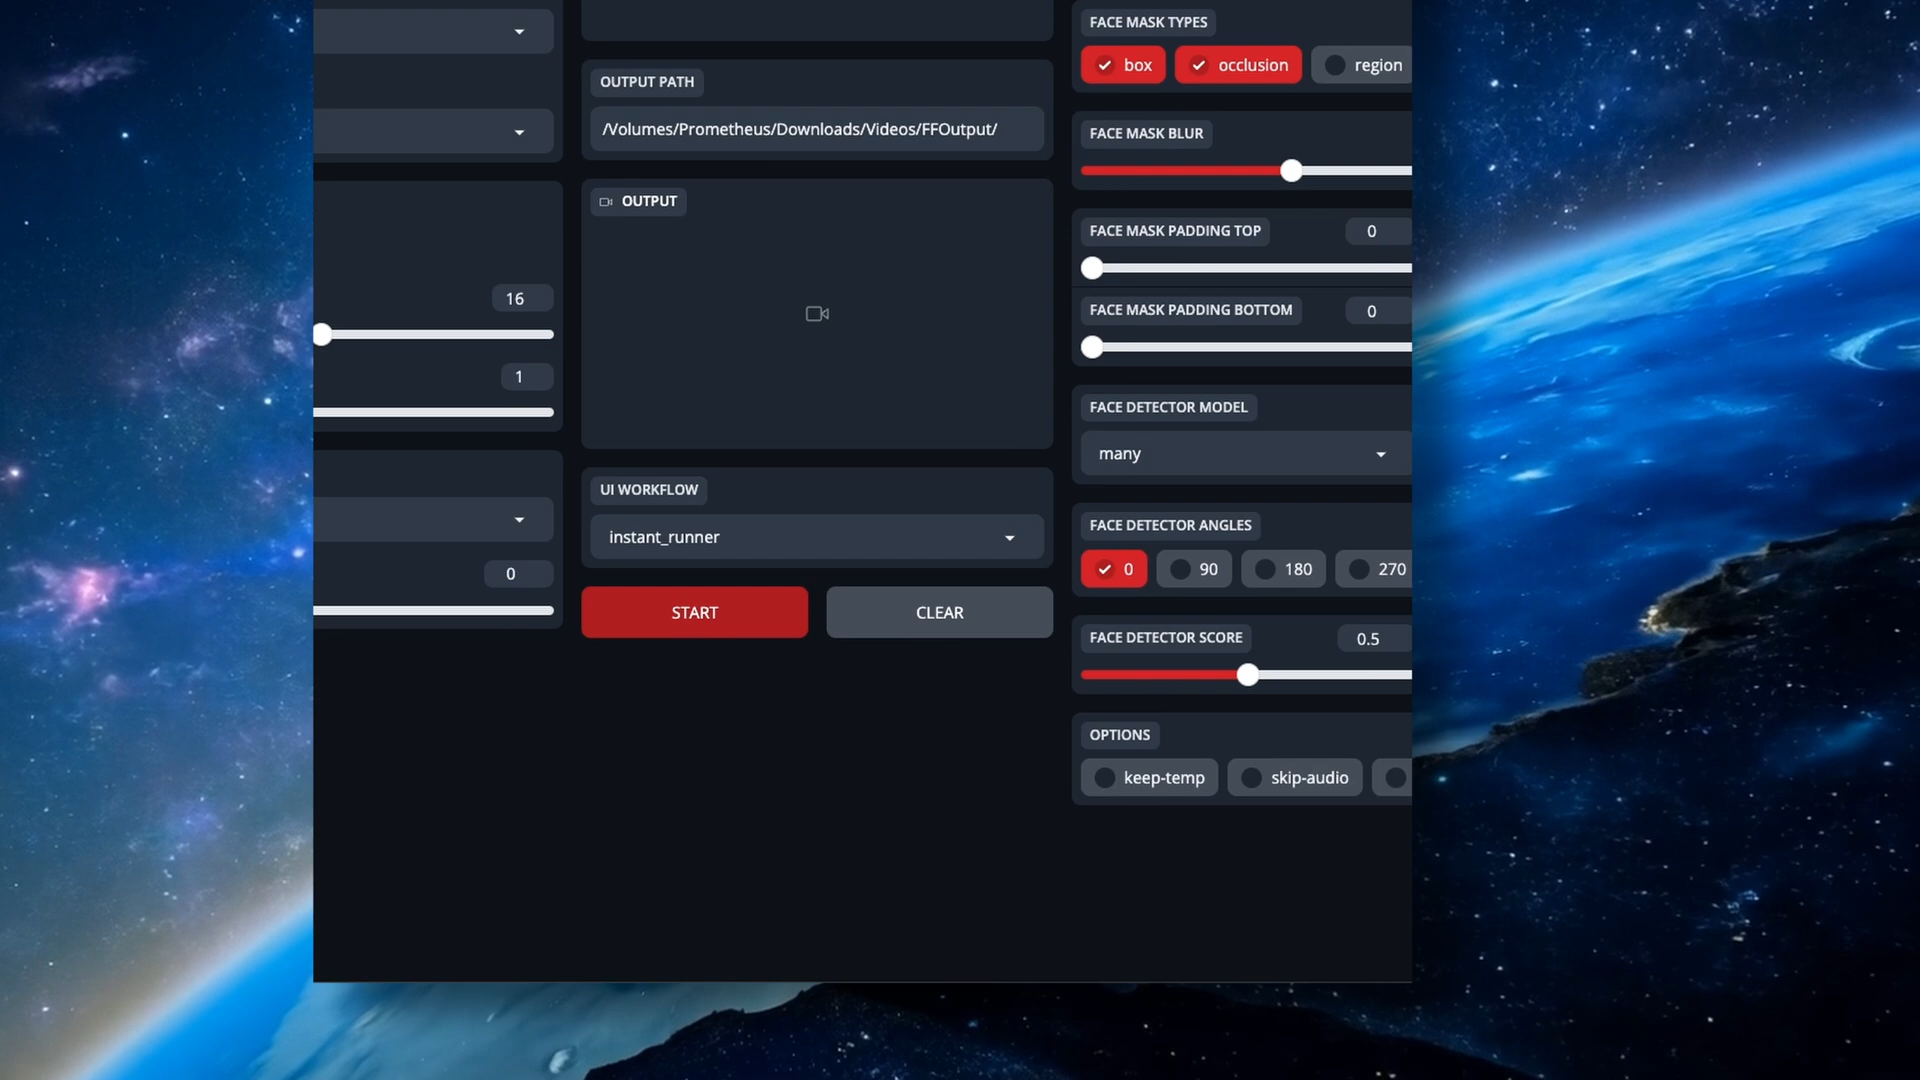 16
1
0
OUTPUT PATH
/Volumes/Prometheus/Downloads/Videos/FFOutput/
OUTPUT
UI WORKFLOW
instant_runner
START
CLEAR
FACE MASK TYPES
box
occlusion
region
FACE MASK BLUR
FACE MASK PADDING TOP
0
FACE MASK PADDING BOTTOM
0
FACE DETECTOR MODEL
many
FACE DETECTOR ANGLES
0
90
180
270
FACE DETECTOR SCORE
0.5
OPTIONS
keep-temp
skip-audio